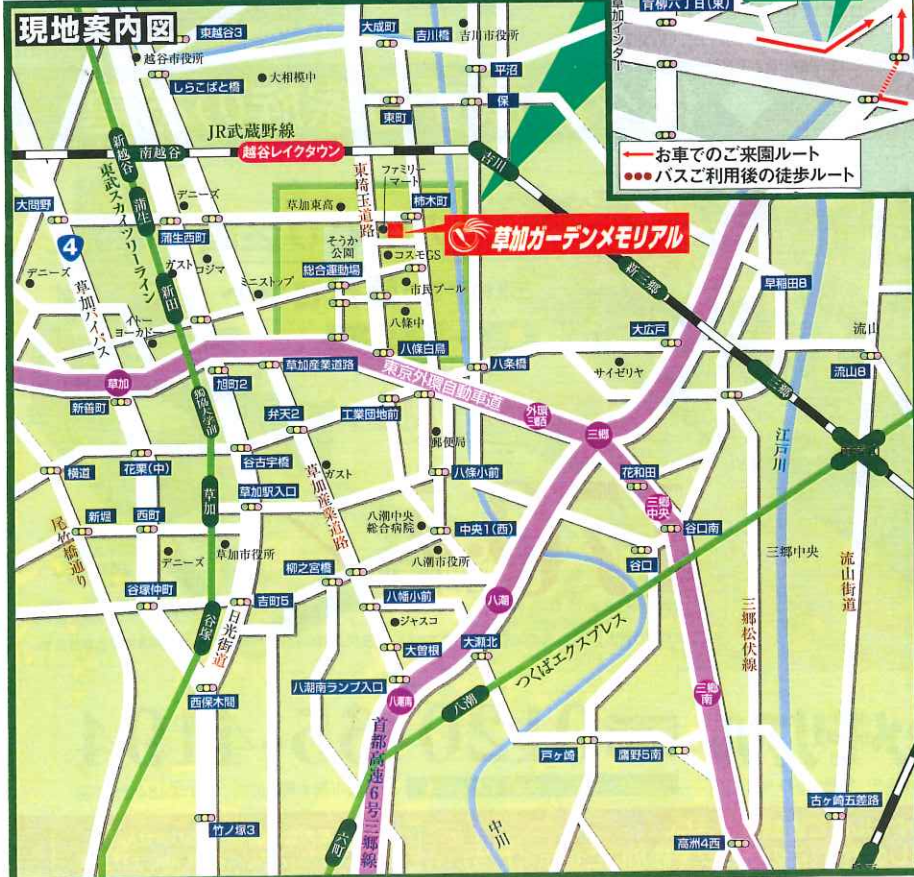 現地案内図
東越谷3
大成町
吉川橋
吉川市役所
青柳六丁目(東)
草加インター
越谷市役所
大相模中
平沼
しらこばと橋
保
東町
お車でのご来園ルート
バスご利用後の徒歩ルート
JR武蔵野線
南越谷
越谷レイクタウン
新越谷
吉川
東武スカイツリーライン
東埼玉道路
ファミリーマート
デニーズ
草加東高
柿木町
大間野
蒲生
蒲生西町
草加ガーデンメモリアル
4
そうか公園
コスモGS
デニーズ
ガスト
コジマ
総合運動場
新三郷
新田
ミニストップ
市民プール
早稲田8
草加バイパス
イトーヨーカドー
八條中
大広戸
流山
八條白鳥
草加産業道路
八条橋
サイゼリヤ
流山8
草加
旭町2
東京外環自動車道
三郷
新善町
獨協大学前
弁天2
工業団地前
外環三郷西
三郷
郵便局
江戸川
横道
花栗(中)
谷古宇橋
ガスト
八條小前
花和田
草加
草加駅入口
草加産業道路
三郷中央
新堀
西町
八潮中央総合病院
中央1(西)
谷口南
尾竹橋通り
デニーズ
草加市役所
八潮市役所
谷口
三郷中央
流山街道
柳之宮橋
谷塚仲町
吉町5
八幡小前
八潮
三郷松伏線
谷塚
日光街道
ジャスコ
大曽根
大瀬北
つくばエクスプレス
西保木間
八潮南ランプ入口
八潮南
八潮
三郷南
首都高速6号三郷線
戸ヶ崎
鷹野5南
古ヶ崎五差路
竹ノ塚3
六町
中川
高洲4西